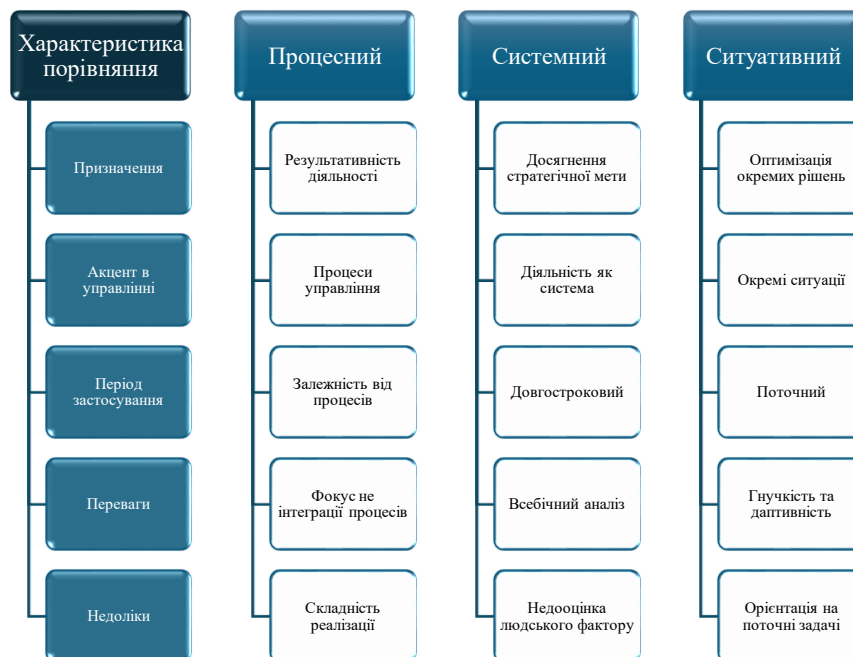 Характеристика
порівняння
Процесний
Системний
Ситуативний
Призначення
Результативність
діяльності
Досягнення
стратегічної мети
Оптимізація
окремих рішень
Акцент в
управлінні
Процеси
управління
Діяльність як
система
Окремі ситуації
Період
застосування
Залежність від
процесів
Довгостроковий
Поточний
Переваги
Фокус не
інтеграції процесів
Всебічний аналіз
Гнучкість та
даптивність
Недоліки
Складність
реалізації
Недооцінка
людського фактору
Орієнтація на
поточні задачі